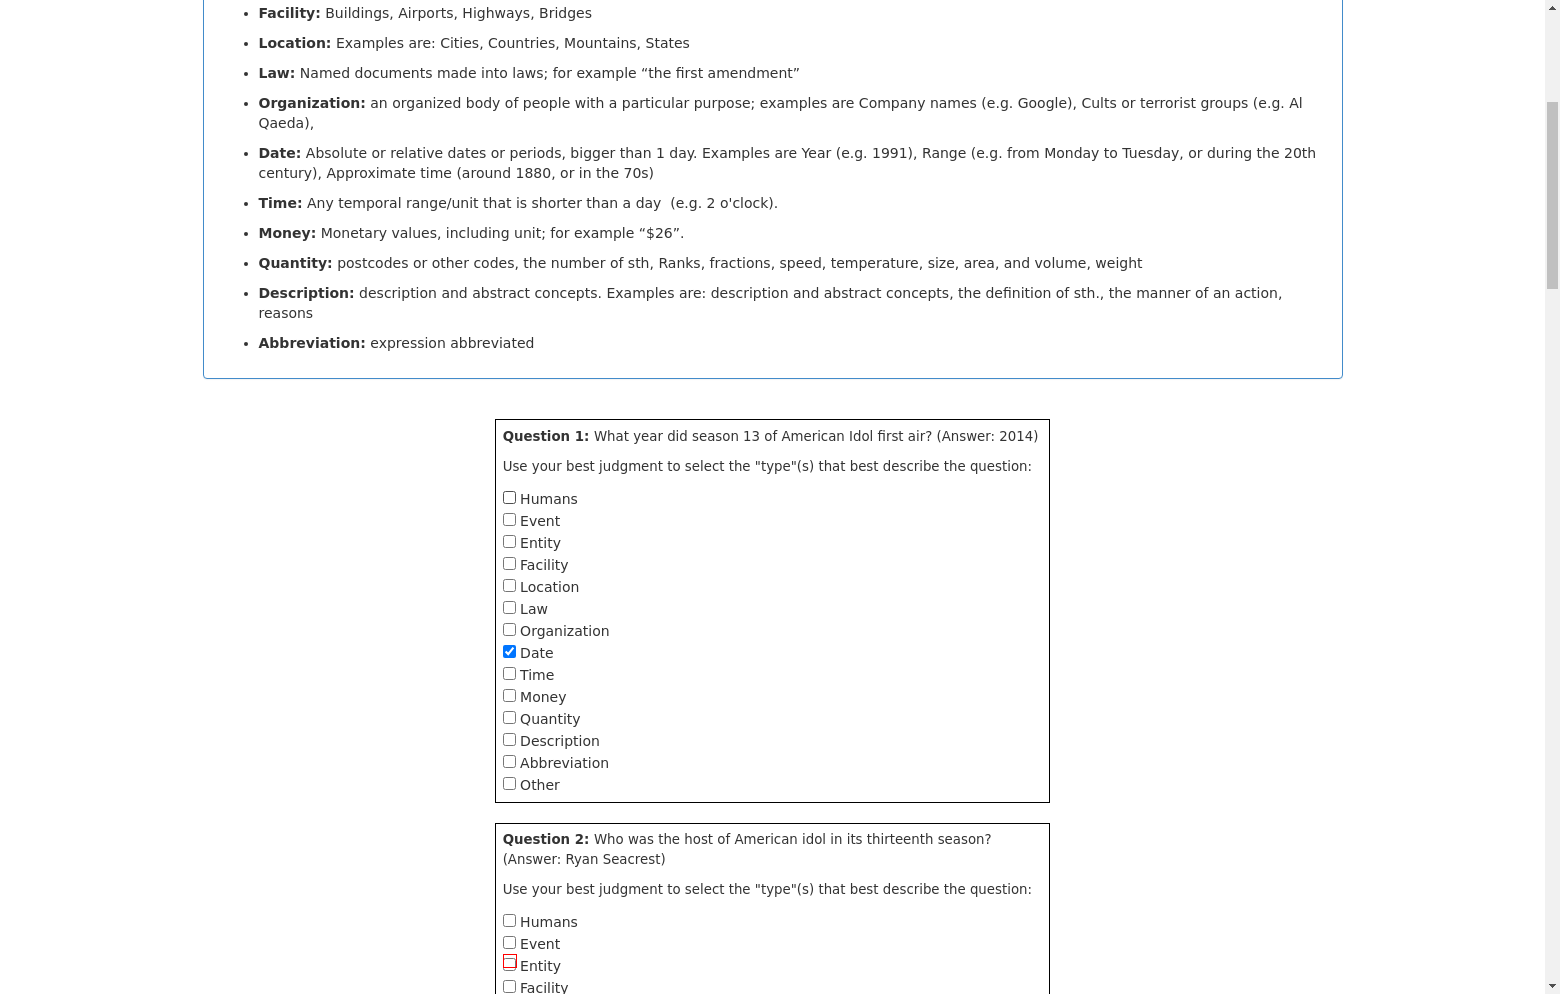 Facility: Buildings, Airports, Highways, Bridges
Location: Examples are: Cities, Countries, Mountains, States
Law: Named documents made into laws; for example “the first amendment”
Organization: an organized body of people with a particular purpose; examples are Company names (e.g. Google), Cults or terrorist groups (e.g. Al
Qaeda),
Date: Absolute or relative dates or periods, bigger than 1 day. Examples are Year (e.g. 1991), Range (e.g. from Monday to Tuesday, or during the 20th
century), Approximate time (around 1880, or in the 70s)
Time: Any temporal range/unit that is shorter than a day  (e.g. 2 o'clock).
Money: Monetary values, including unit; for example “$26”.
Quantity: postcodes or other codes, the number of sth, Ranks, fractions, speed, temperature, size, area, and volume, weight
Description: description and abstract concepts. Examples are: description and abstract concepts, the definition of sth., the manner of an action,
reasons
Abbreviation: expression abbreviated
Question 1: What year did season 13 of American Idol first air? (Answer: 2014)
Use your best judgment to select the "type"(s) that best describe the question:
Humans
Event
Entity
Facility
Location
Law
Organization
Date
Time
Money
Quantity
Description
Abbreviation
Other
Question 2: Who was the host of American idol in its thirteenth season?
(Answer: Ryan Seacrest)
Use your best judgment to select the "type"(s) that best describe the question:
Humans
Event
Entity
Facility